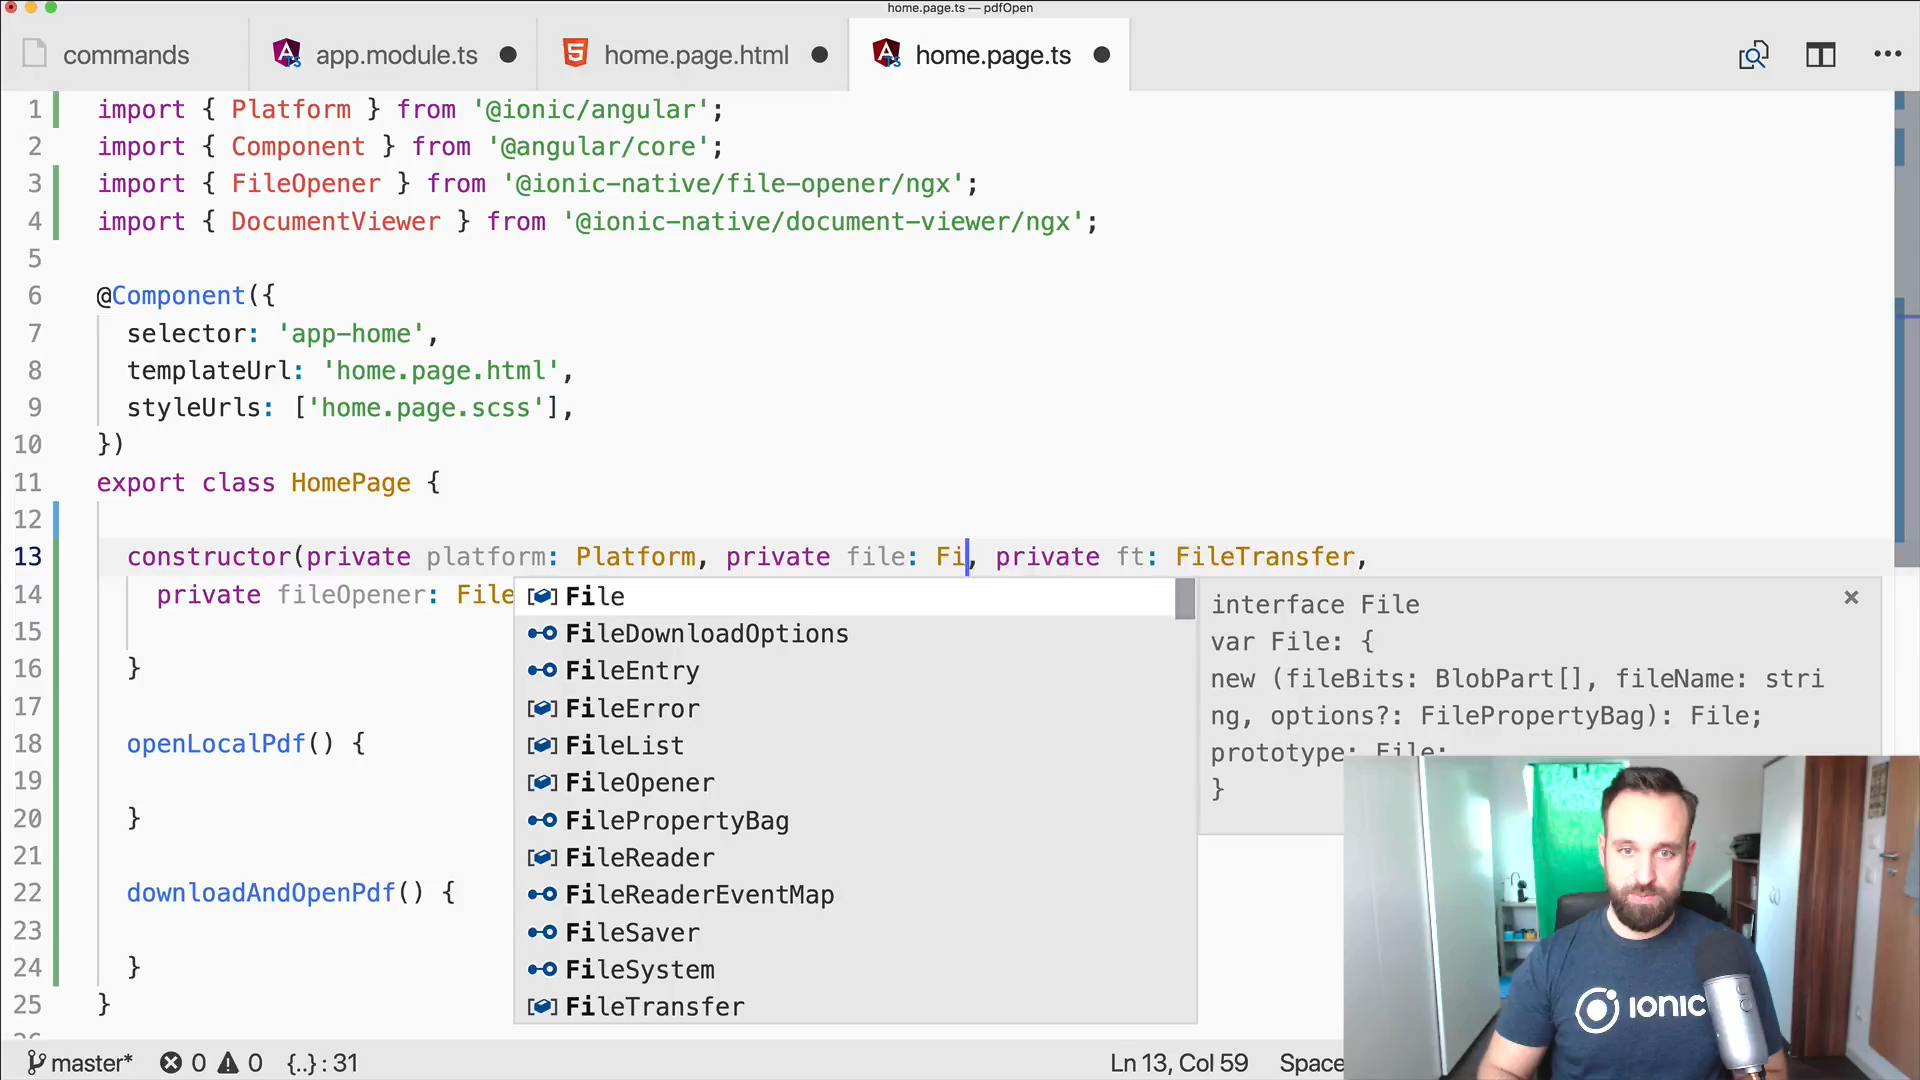 home.page.ts — pdfOpen
commands
app.module.ts
home.page.html
home.page.ts
1 import { Platform } from '@ionic/angular';
2 import { Component } from '@angular/core';
3 import { FileOpener } from '@ionic-native/file-opener/ngx';
4 import { DocumentViewer } from '@ionic-native/document-viewer/ngx';
5
6 @Component({
7 selector: 'app-home',
8 templateUrl: 'home.page.html',
9 styleUrls: ['home.page.scss'],
10 })
11 export class HomePage {
12
13 constructor(private platform: Platform, private file: Fi, private ft: FileTransfer,
14 private fileOpener: File
15
16 }
17
18 openLocalPdf() {
19
20 }
21
22 downloadAndOpenPdf() {
23
24 }
25 }
File
FileDownloadOptions
FileEntry
FileError
FileList
FileOpener
FilePropertyBag
FileReader
FileReaderEventMap
FileSaver
FileSystem
FileTransfer
interface File
var File: {
new (fileBits: BlobPart[], fileName: stri
ng, options?: FilePropertyBag): File;
prototype: File;
}
IONIC
master* 0 0 {..} : 31 Ln 13, Col 59 Space